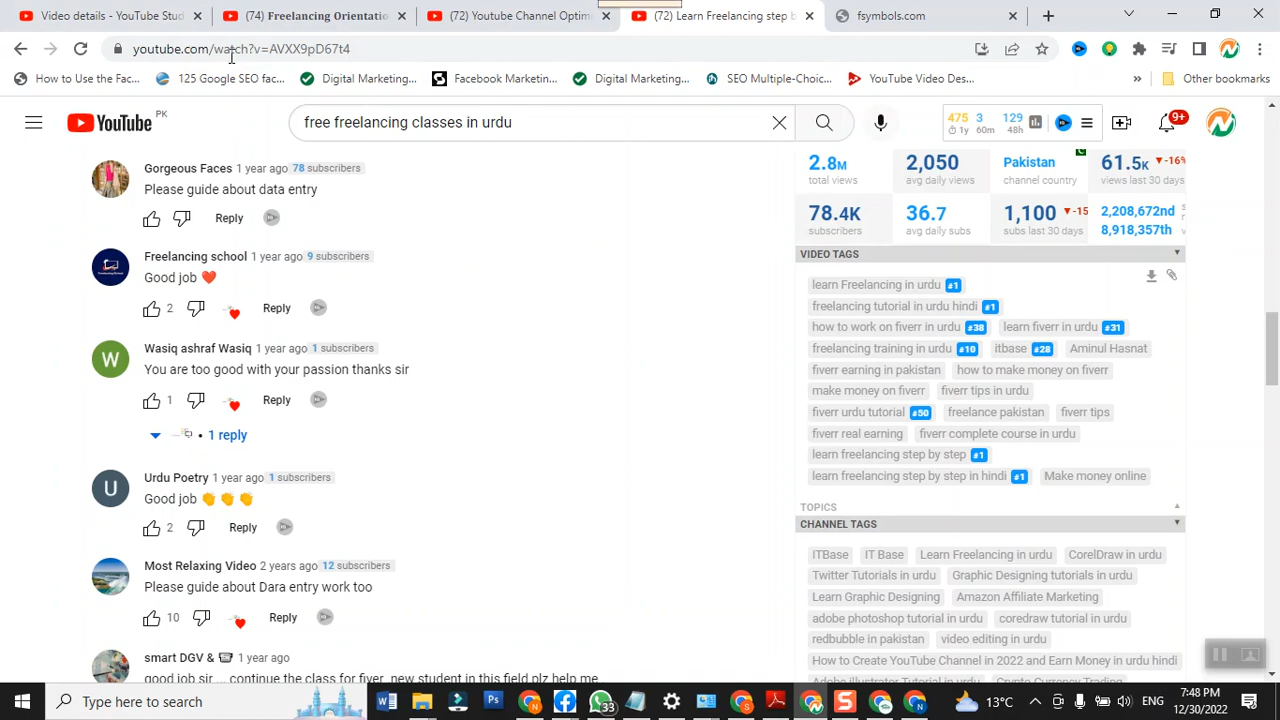 Video details - YouTube Stud
(74) Freelancing Orientatio
(72) Youtube Channel Optim
(72) Learn Freelancing step b
fsymbols.com
youtube.com/watch?v=AVXX9pD67t4
How to Use the Fac...
125 Google SEO fac...
Digital Marketing...
Facebook Marketin...
Digital Marketing...
SEO Multiple-Choic...
YouTube Video Des...
»
Other bookmarks
YouTube PK
free freelancing classes in urdu
475 1y
3 60m
129 48h
9+
Gorgeous Faces 1 year ago 78 subscribers
Please guide about data entry
Reply
Freelancing school 1 year ago 9 subscribers
Good job ❤️
2 Reply
W
Wasiq ashraf Wasiq 1 year ago 1 subscribers
You are too good with your passion thanks sir
1 Reply
• 1 reply
U
Urdu Poetry 1 year ago 1 subscribers
Good job 👏 👏 👏
2 Reply
Most Relaxing Video 2 years ago 12 subscribers
Please guide about Dara entry work too
10 Reply
smart DGV & 1 year ago
good job sir ... continue the class for fiver, new student in this field plz help me
2.8M total views
2,050 avg daily views
Pakistan channel country
61.5K -16% views last 30 days
78.4K subscribers
36.7 avg daily subs
1,100 -15 subs last 30 days
2,208,672nd
8,918,357th
VIDEO TAGS
learn Freelancing in urdu #1
freelancing tutorial in urdu hindi #1
how to work on fiverr in urdu #38 learn fiverr in urdu #31
freelancing training in urdu #10 itbase #28 Aminul Hasnat
fiverr earning in pakistan how to make money on fiverr
make money on fiverr fiverr tips in urdu
fiverr urdu tutorial #50 freelance pakistan fiverr tips
fiverr real earning fiverr complete course in urdu
learn freelancing step by step #1
learn freelancing step by step in hindi #1 Make money online
TOPICS
CHANNEL TAGS
ITBase IT Base Learn Freelancing in urdu CorelDraw in urdu
Twitter Tutorials in urdu Graphic Designing tutorials in urdu
Learn Graphic Designing Amazon Affiliate Marketing
adobe photoshop tutorial in urdu coredraw tutorial in urdu
redbubble in pakistan video editing in urdu
How to Create YouTube Channel in 2022 and Earn Money in urdu hindi
Adobe illustrator Tutorial in urdu Crypto Currency Trading
Type here to search
33
13°C
ENG
7:48 PM
12/30/2022